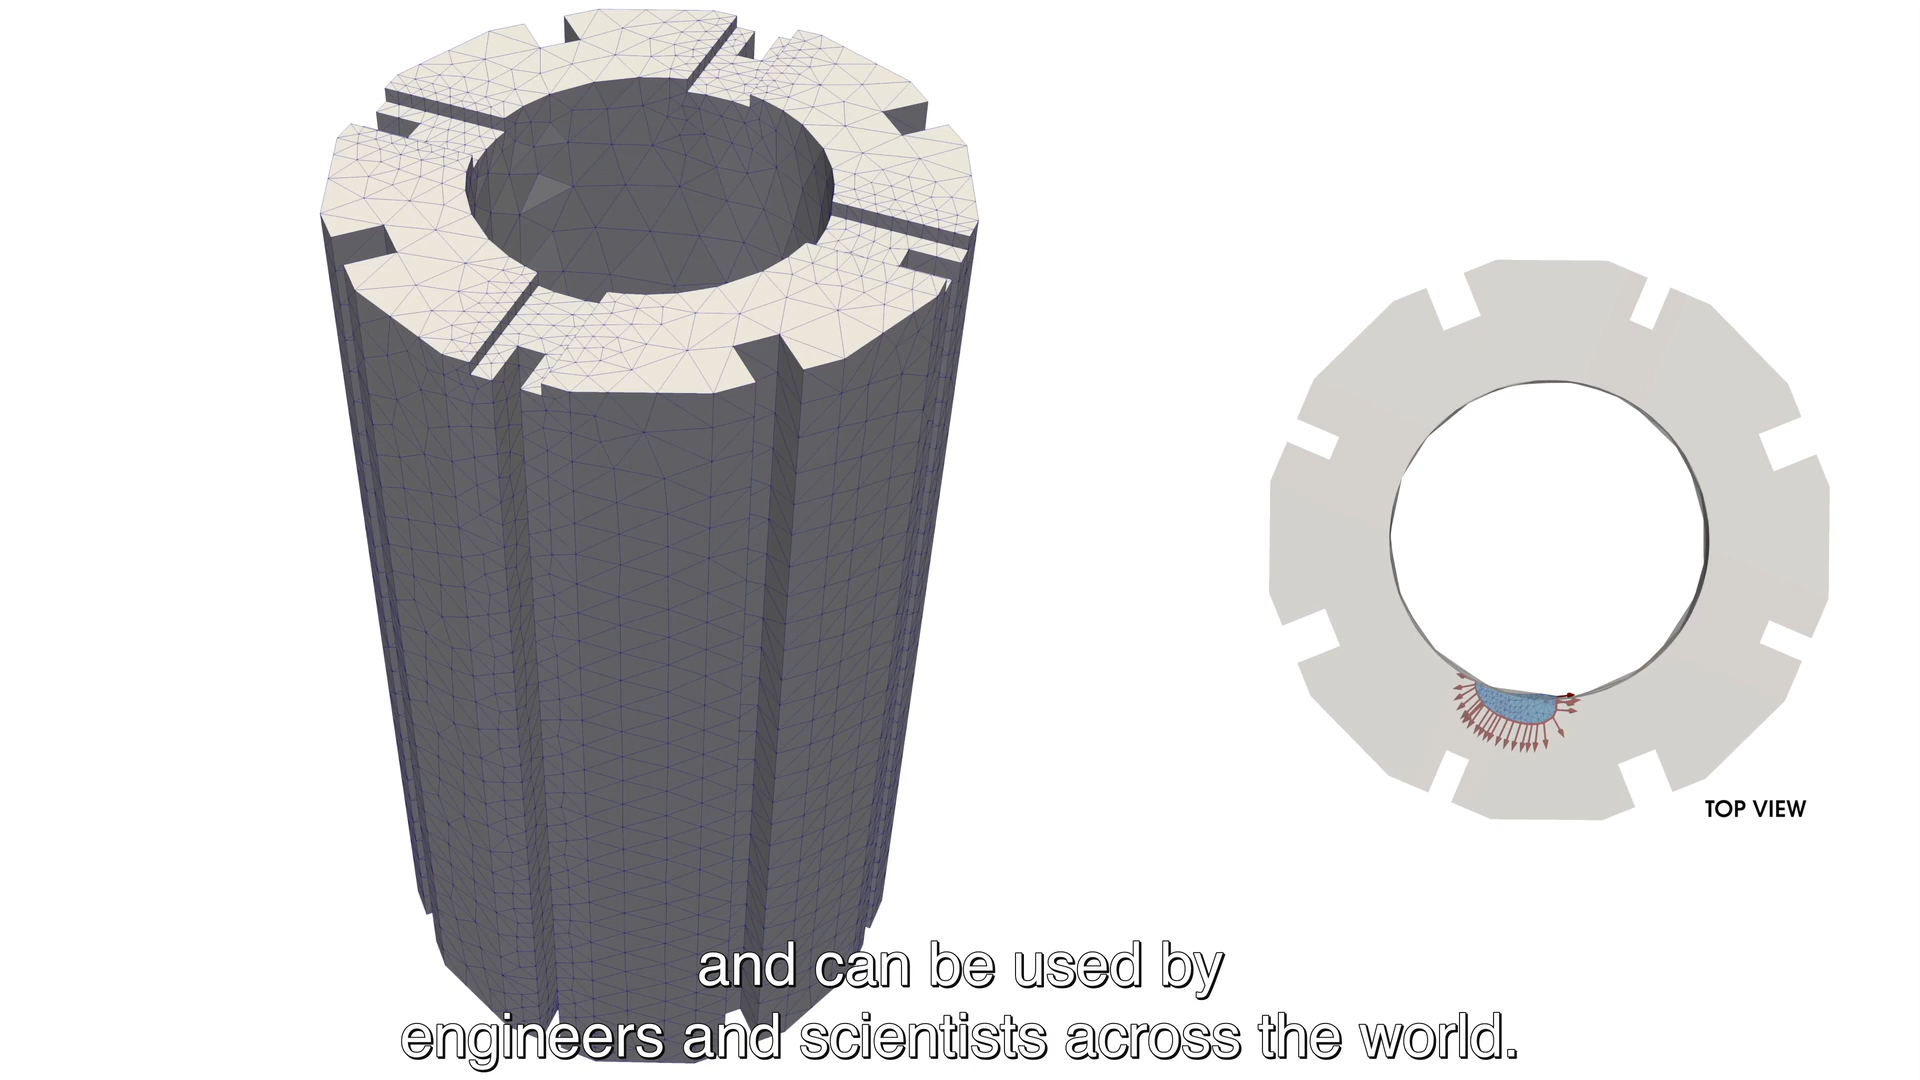 TOP VIEW
and can be used by
engineers and scientists across the world.